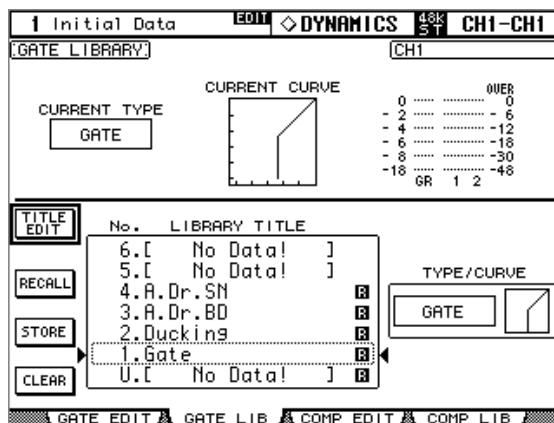 1 Initial Data EDIT ◇DYNAMICS 48k ST CH1-CH1
GATE LIBRARY CH1
CURRENT TYPE
GATE
CURRENT CURVE
OVER
0 0
- 2 - 6
- 4 -12
- 6 -18
- 8 -30
-18 -48
GR 1 2
TITLE EDIT
RECALL
STORE
CLEAR
No. LIBRARY TITLE
6.[ No Data! ]
5.[ No Data! ]
4.A.Dr.SN R
3.A.Dr.BD R
2.Ducking R
1.Gate R
U.[ No Data! ] R
TYPE/CURVE
GATE
GATE EDIT GATE LIB COMP EDIT COMP LIB